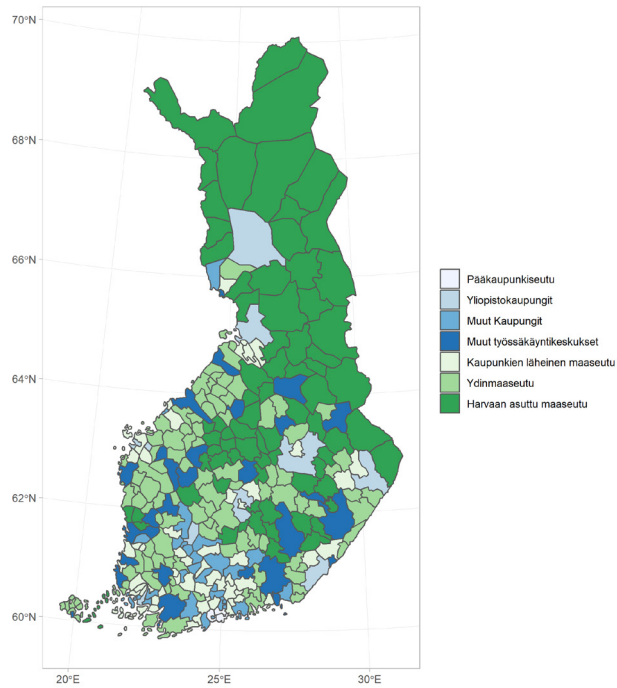 70°N
68°N
66°N
64°N
62°N
60°N
20°E
25°E
30°E
Pääkaupunkiseutu
Yliopistokaupungit
Muut Kaupungit
Muut työssäkäyntikeskukset
Kaupunkien läheinen maaseutu
Ydinmaaseutu
Harvaan asuttu maaseutu